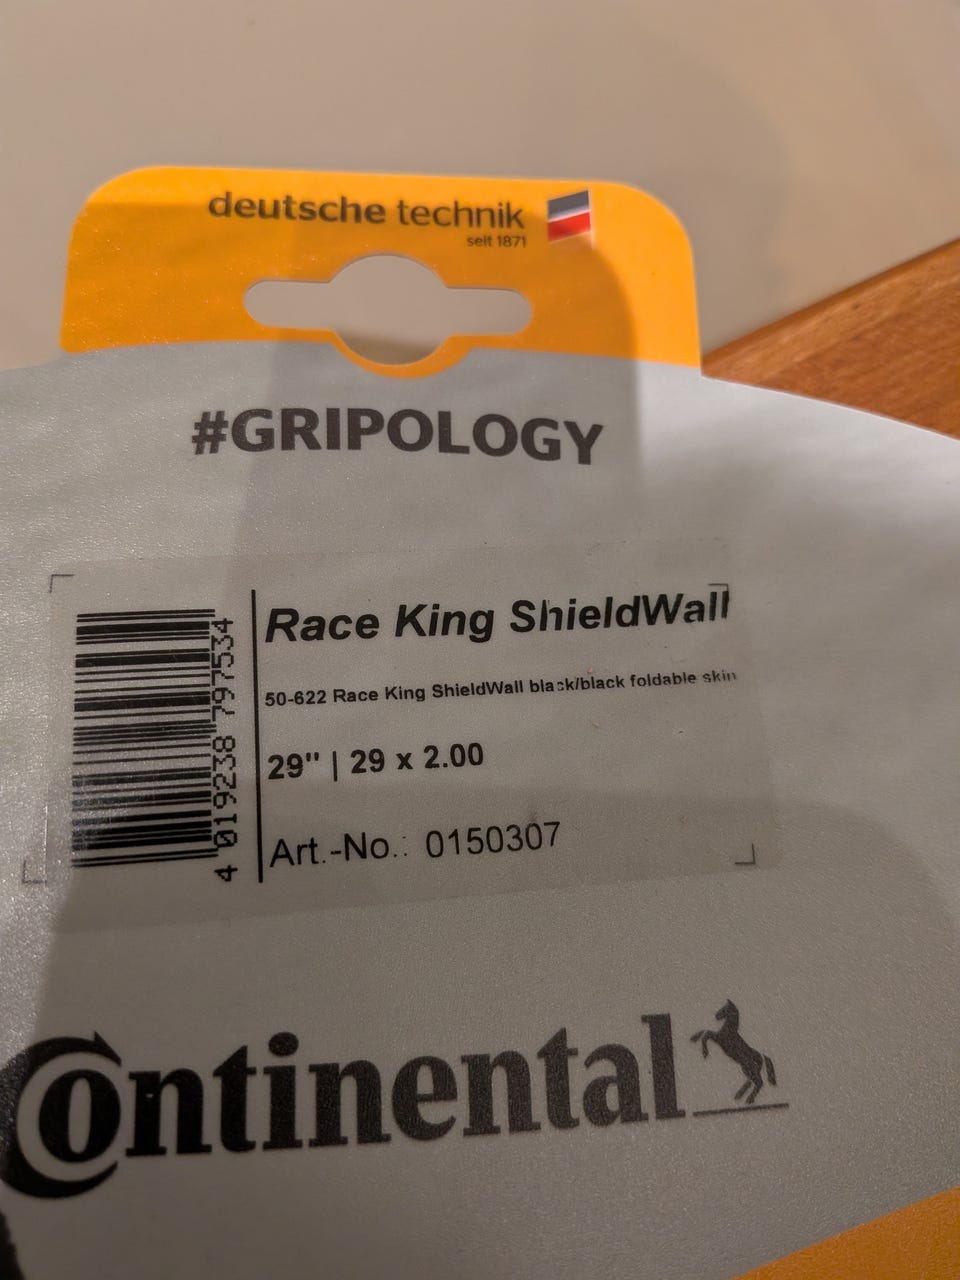 deutsche technik
seit 1871
#GRIPOLOGY
Race King ShieldWall
50-622 Race King ShieldWall black/black foldable skin
29" | 29 x 2.00
Art.-No.: 0150307
4 019238 797534
Continental